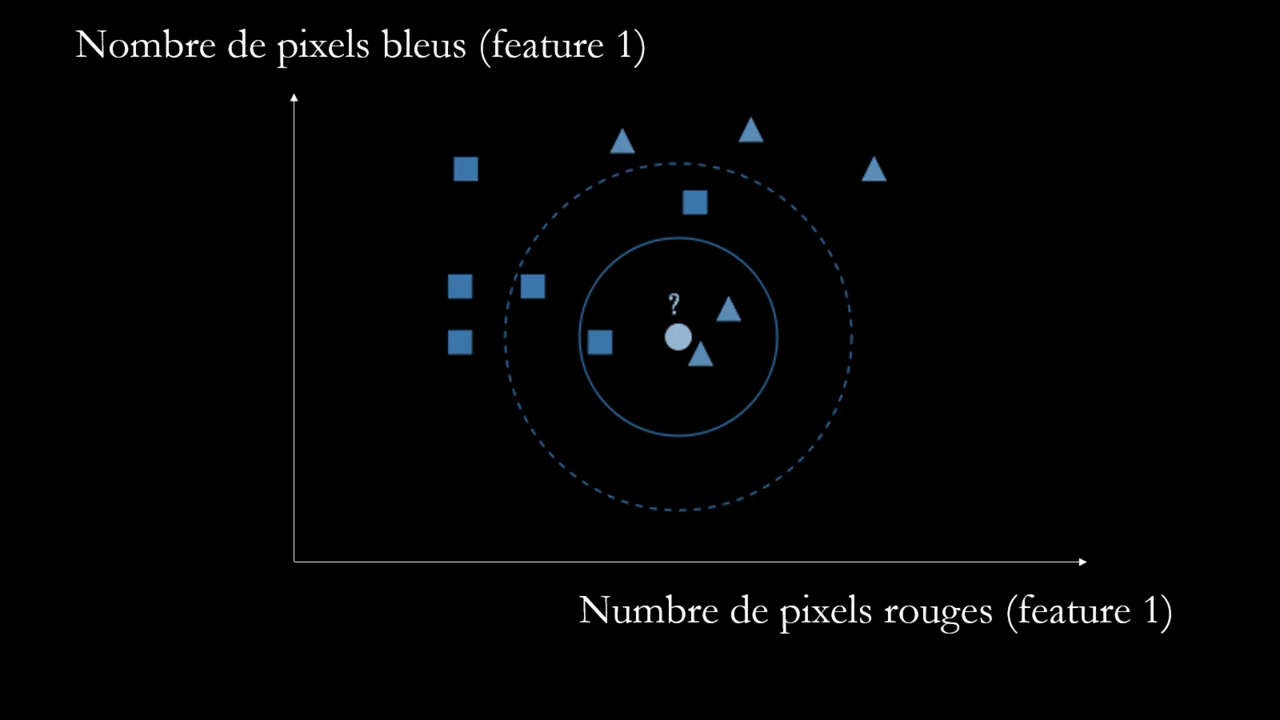 Nombre de pixels bleus (feature 1)
?
Numbre de pixels rouges (feature 1)